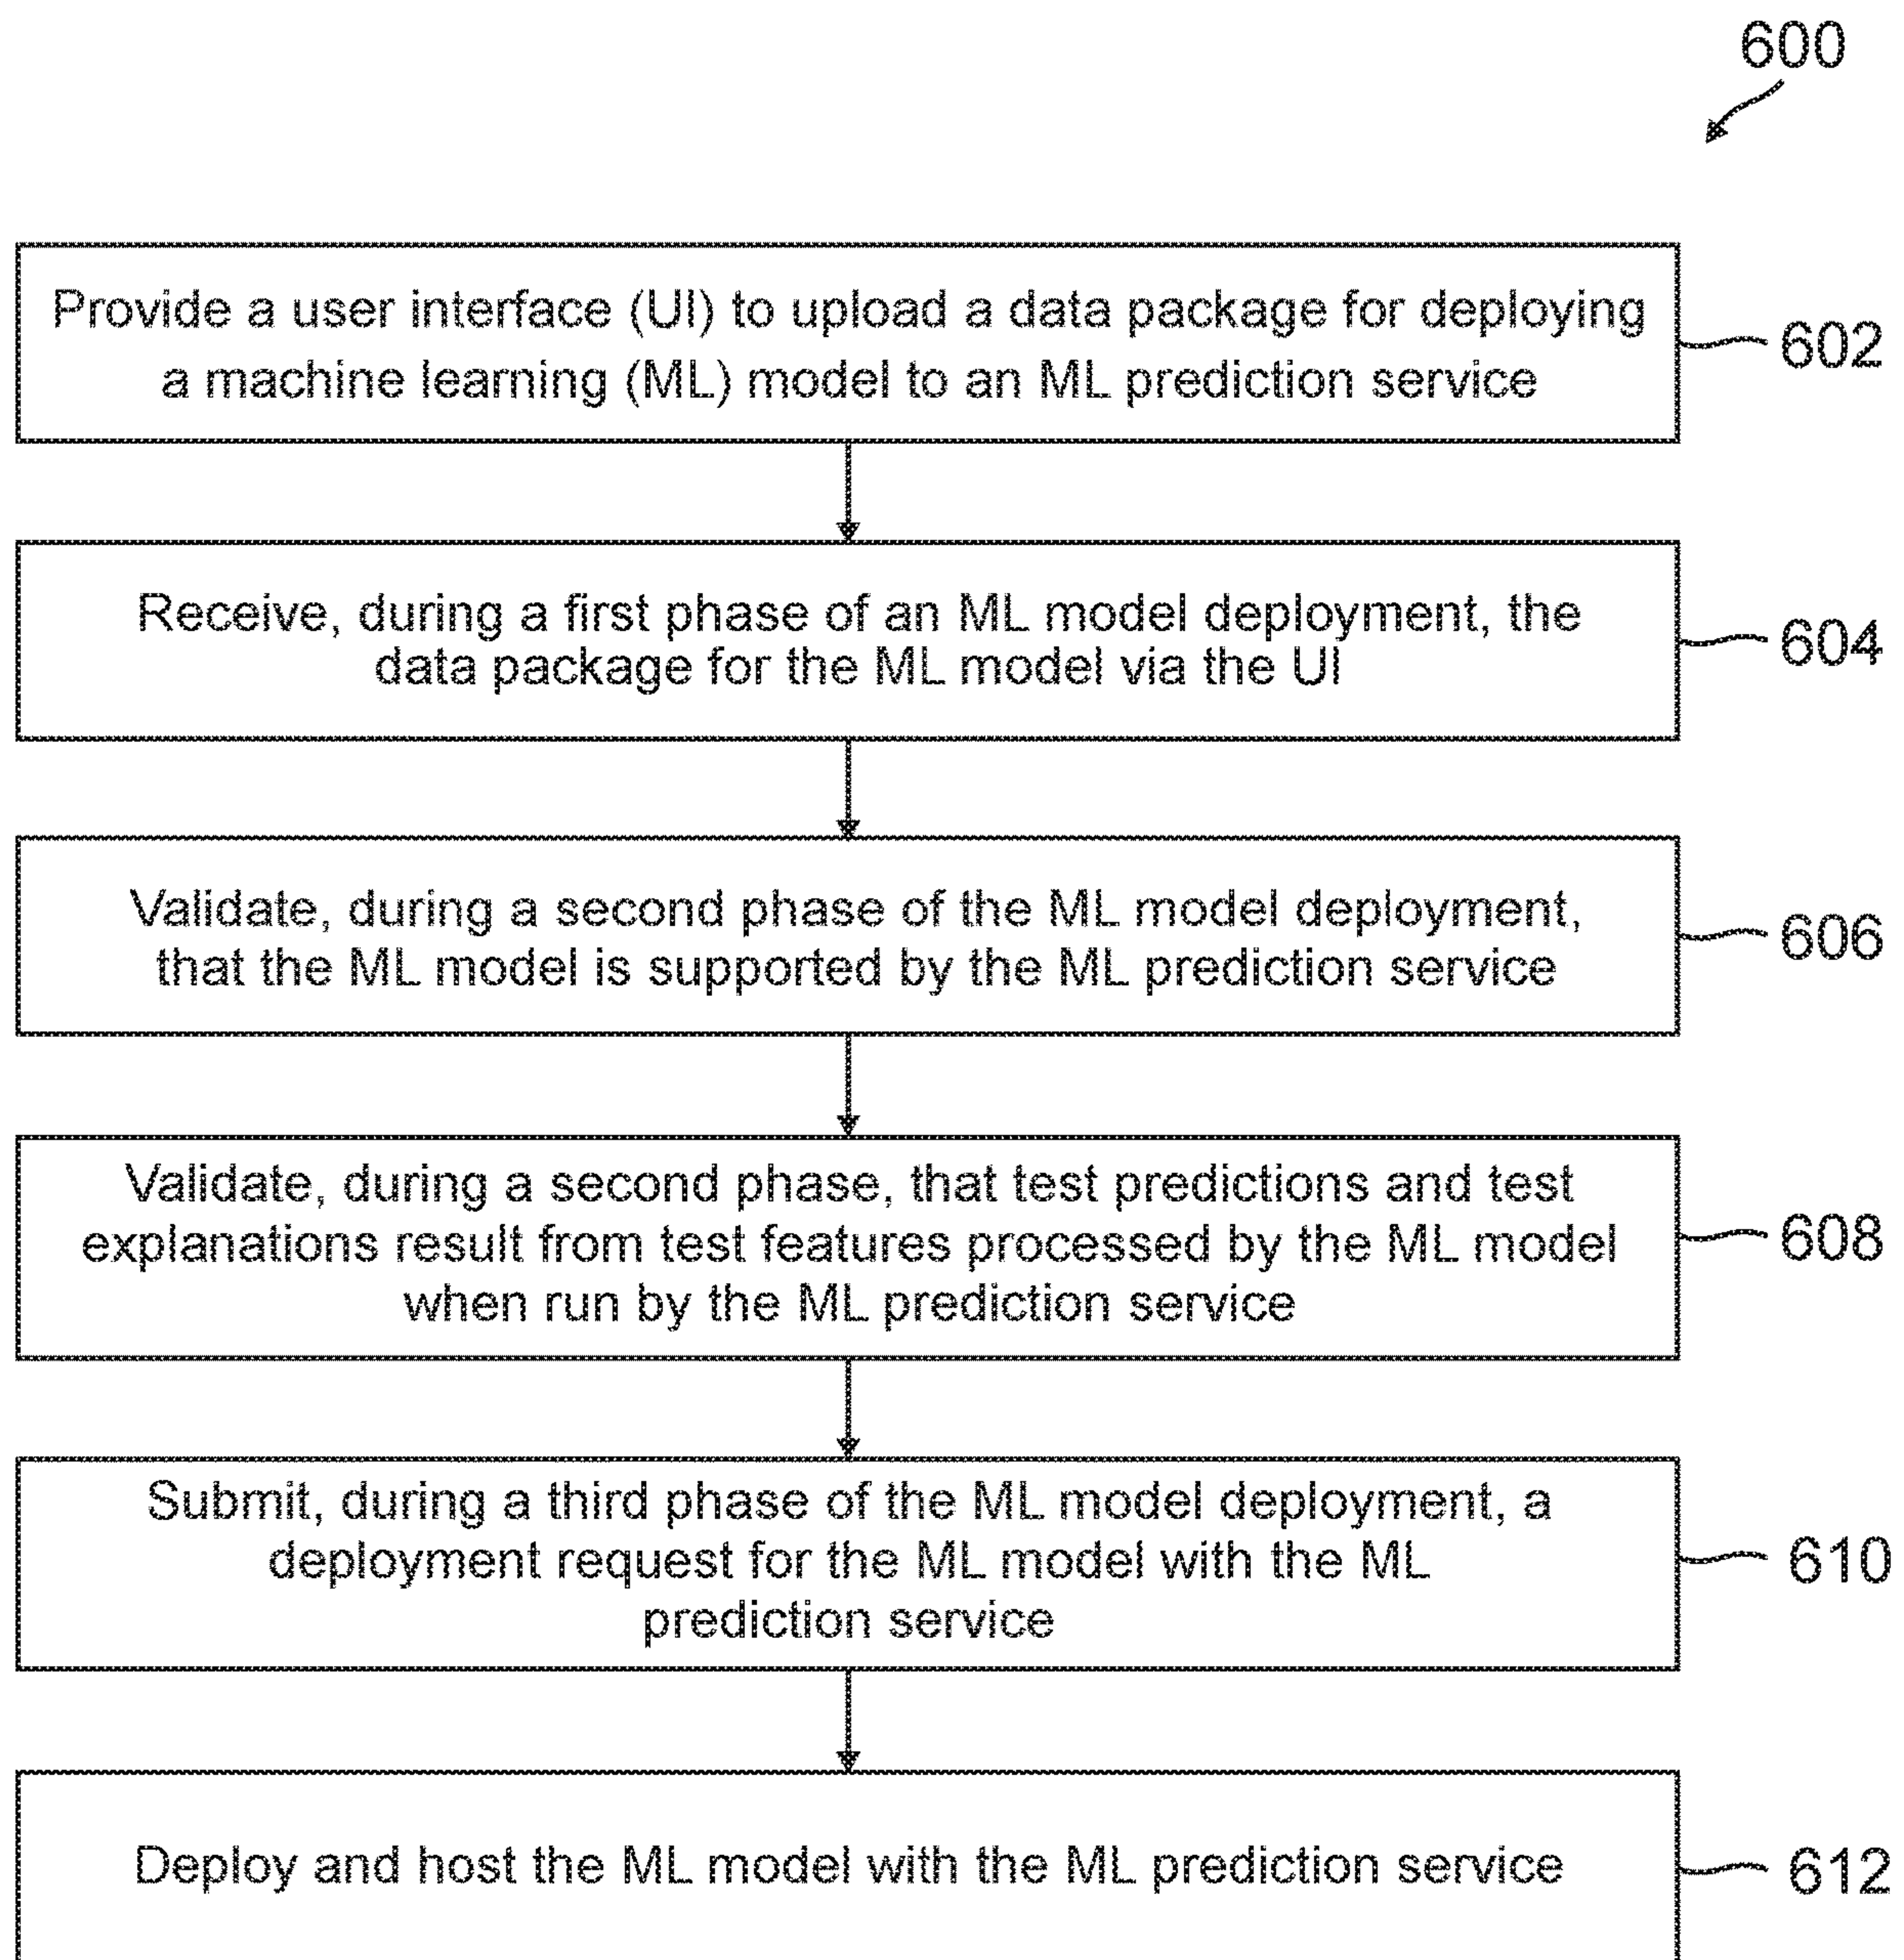 600
Provide a user interface (UI) to upload a data package for deploying
a machine learning (ML) model to an ML prediction service
602
Receive, during a first phase of an ML model deployment, the
data package for the ML model via the UI
604
Validate, during a second phase of the ML model deployment,
that the ML model is supported by the ML prediction service
606
Validate, during a second phase, that test predictions and test
explanations result from test features processed by the ML model
when run by the ML prediction service
608
Submit, during a third phase of the ML model deployment, a
deployment request for the ML model with the ML
prediction service
610
Deploy and host the ML model with the ML prediction service
612